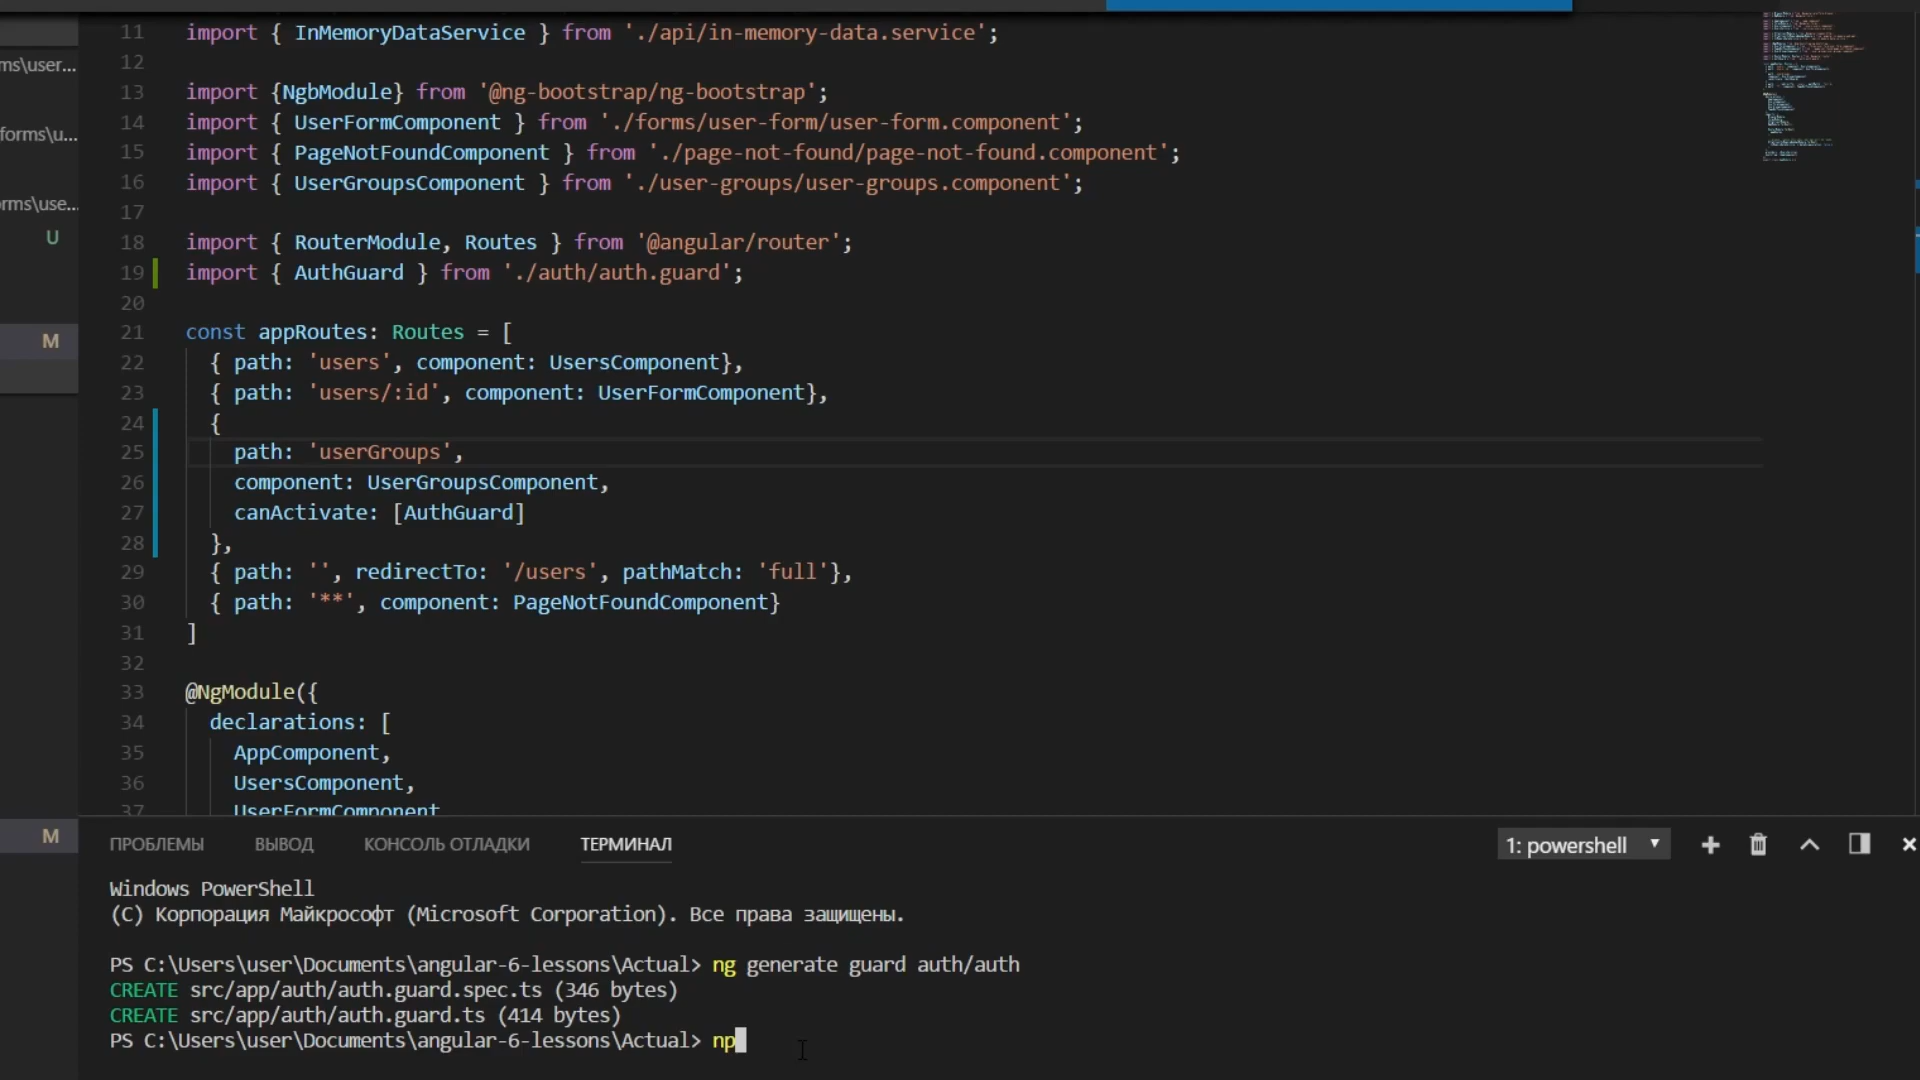 ms\user...
forms\u...
orms\use...
U
M
M
11 import { InMemoryDataService } from './api/in-memory-data.service';
12
13 import {NgbModule} from '@ng-bootstrap/ng-bootstrap';
14 import { UserFormComponent } from './forms/user-form/user-form.component';
15 import { PageNotFoundComponent } from './page-not-found/page-not-found.component';
16 import { UserGroupsComponent } from './user-groups/user-groups.component';
17
18 import { RouterModule, Routes } from '@angular/router';
19 import { AuthGuard } from './auth/auth.guard';
20
21 const appRoutes: Routes = [
22 { path: 'users', component: UsersComponent},
23 { path: 'users/:id', component: UserFormComponent},
24 {
25 path: 'userGroups',
26 component: UserGroupsComponent,
27 canActivate: [AuthGuard]
28 },
29 { path: '', redirectTo: '/users', pathMatch: 'full'},
30 { path: '**', component: PageNotFoundComponent}
31 ]
32
33 @NgModule({
34 declarations: [
35 AppComponent,
36 UsersComponent,
37 UserFormComponent
ПРОБЛЕМЫ ВЫВОД КОНСОЛЬ ОТЛАДКИ ТЕРМИНАЛ 1: powershell
Windows PowerShell
(C) Корпорация Майкрософт (Microsoft Corporation). Все права защищены.
PS C:\Users\user\Documents\angular-6-lessons\Actual> ng generate guard auth/auth
CREATE src/app/auth/auth.guard.spec.ts (346 bytes)
CREATE src/app/auth/auth.guard.ts (414 bytes)
PS C:\Users\user\Documents\angular-6-lessons\Actual> np